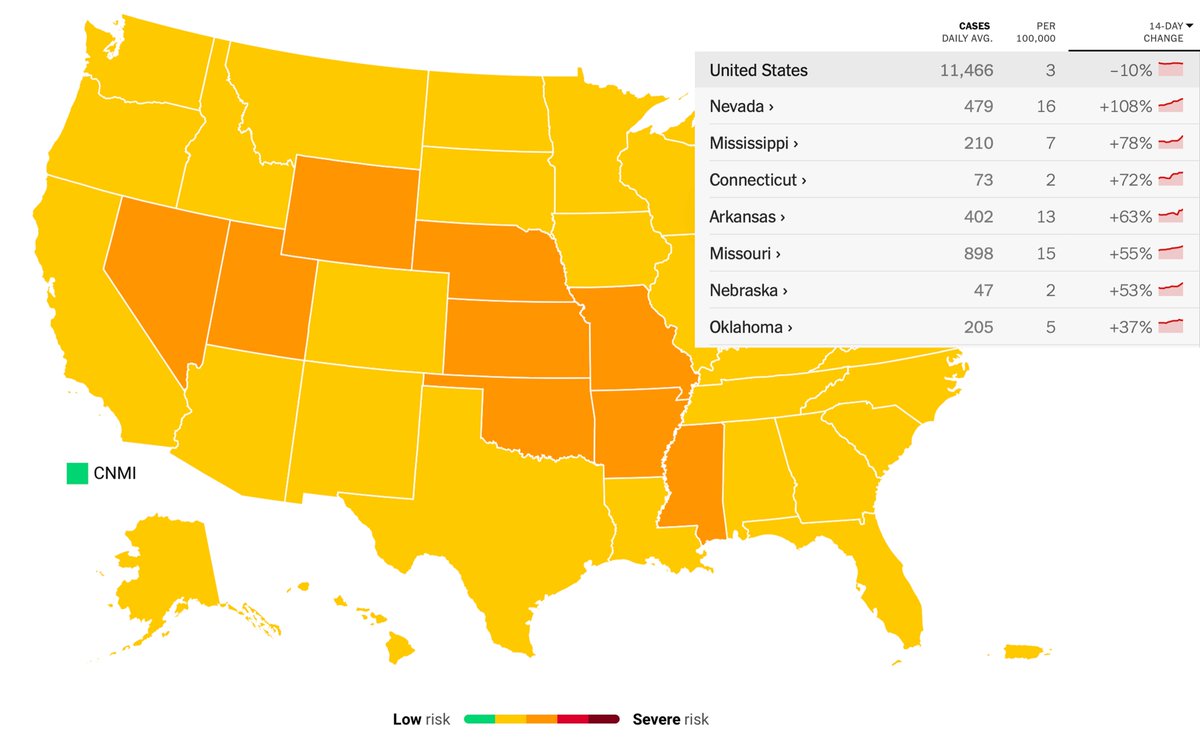 CASES PER 14-DAY
DAILY AVG. 100,000 CHANGE
United States 11,466 3 –10%
Nevada › 479 16 +108%
Mississippi › 210 7 +78%
Connecticut › 73 2 +72%
Arkansas › 402 13 +63%
Missouri › 898 15 +55%
Nebraska › 47 2 +53%
Oklahoma › 205 5 +37%
CNMI
Low risk Severe risk